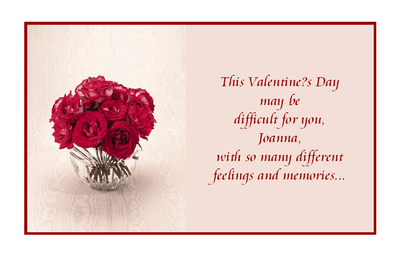 This Valentine?s Day
may be
difficult for you,
Joanna,
with so many different
feelings and memories...